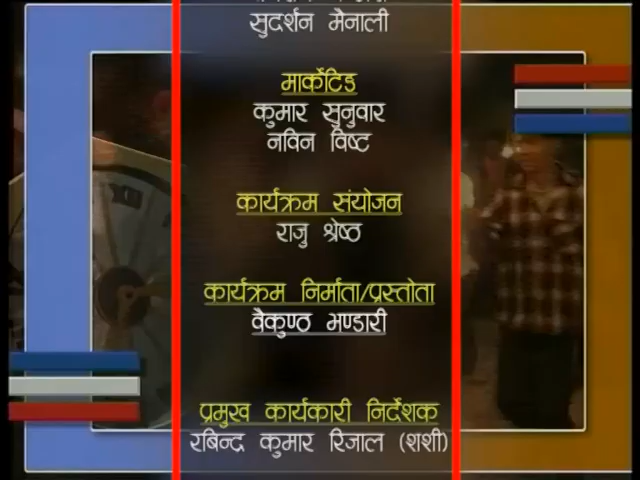 सुदर्शन मैनाली
मार्केटिङ
कुमार सुनुवार
नविन विष्ट
कार्यक्रम संयोजन
राजु श्रेष्ठ
कार्यक्रम निर्माता/प्रस्तोता
वैकुण्ठ भण्डारी
प्रमुख कार्यकारी निर्देशक
रबिन्द्र कुमार रिजाल (शशी)